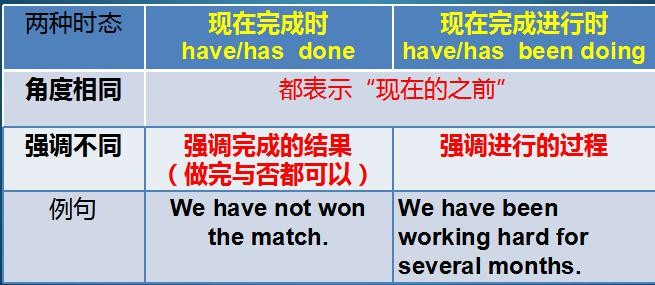 两种时态
现在完成时
have/has done
现在完成进行时
have/has been doing
角度相同
都表示“现在的之前”
强调不同
强调完成的结果
（做完与否都可以）
强调进行的过程
例句
We have not won
the match.
We have been
working hard for
several months.